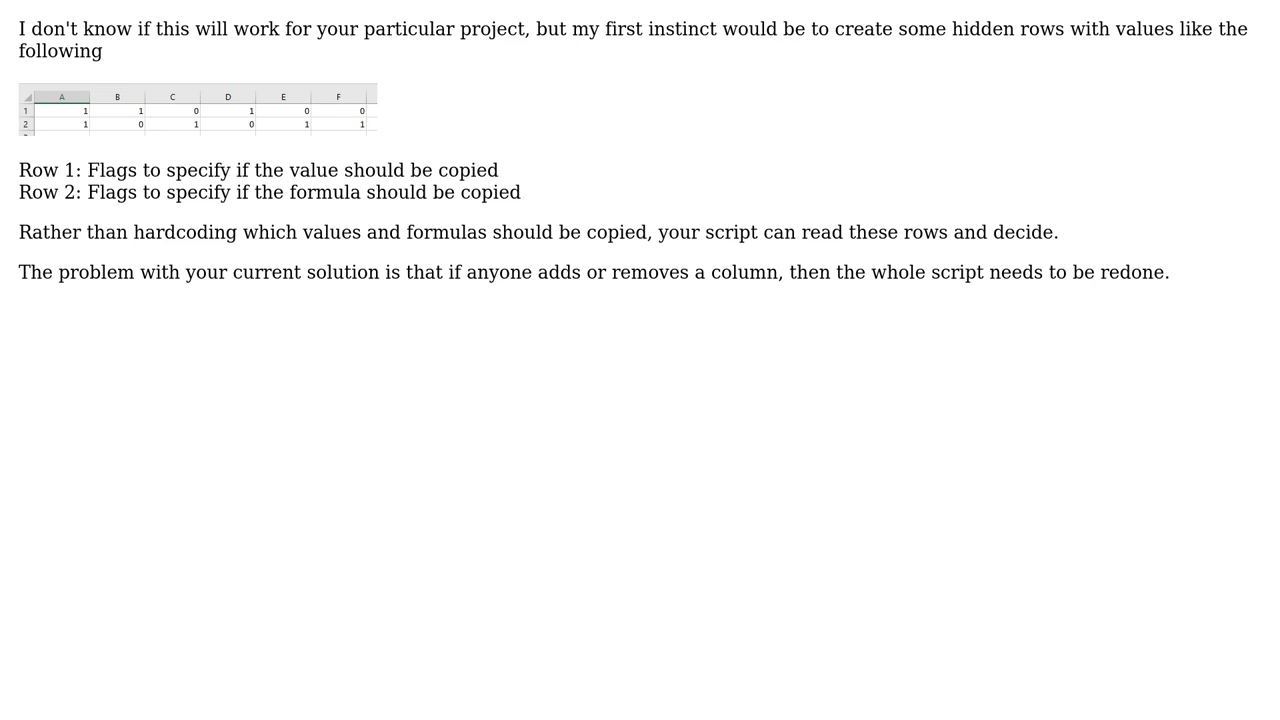 I don't know if this will work for your particular project, but my first instinct would be to create some hidden rows with values like the
following
A B C D E F
1 1 1 0 1 0 0
2 1 0 1 0 1 1
Row 1: Flags to specify if the value should be copied
Row 2: Flags to specify if the formula should be copied
Rather than hardcoding which values and formulas should be copied, your script can read these rows and decide.
The problem with your current solution is that if anyone adds or removes a column, then the whole script needs to be redone.